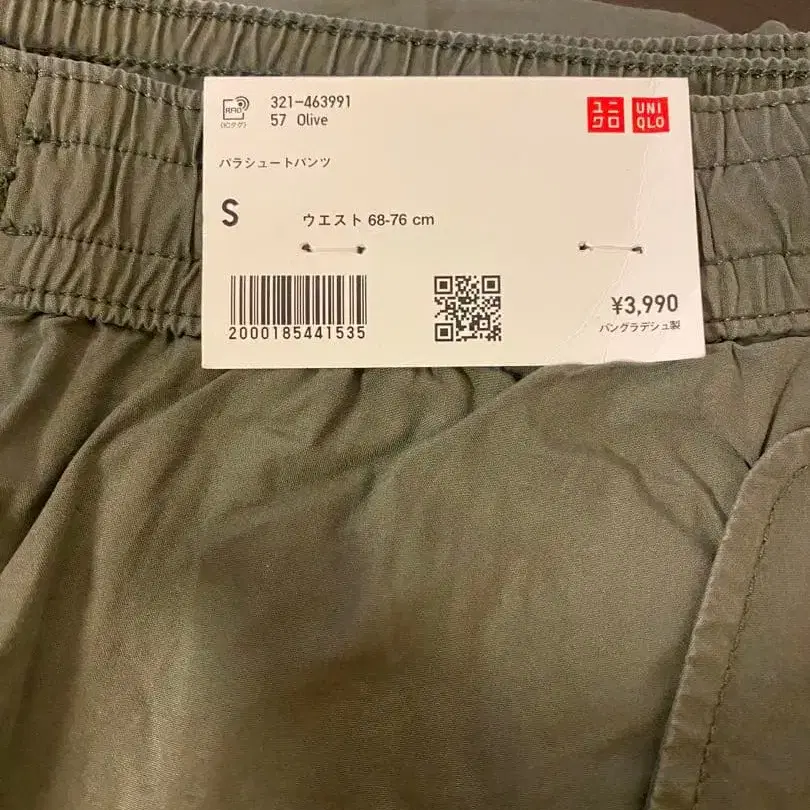 RFID
(ICタグ)
321-463991
57 Olive
ユニ
クロ
UNI
QLO
パラシュートパンツ
S
ウエスト 68-76 cm
2000185441535
¥3,990
バングラデシュ製